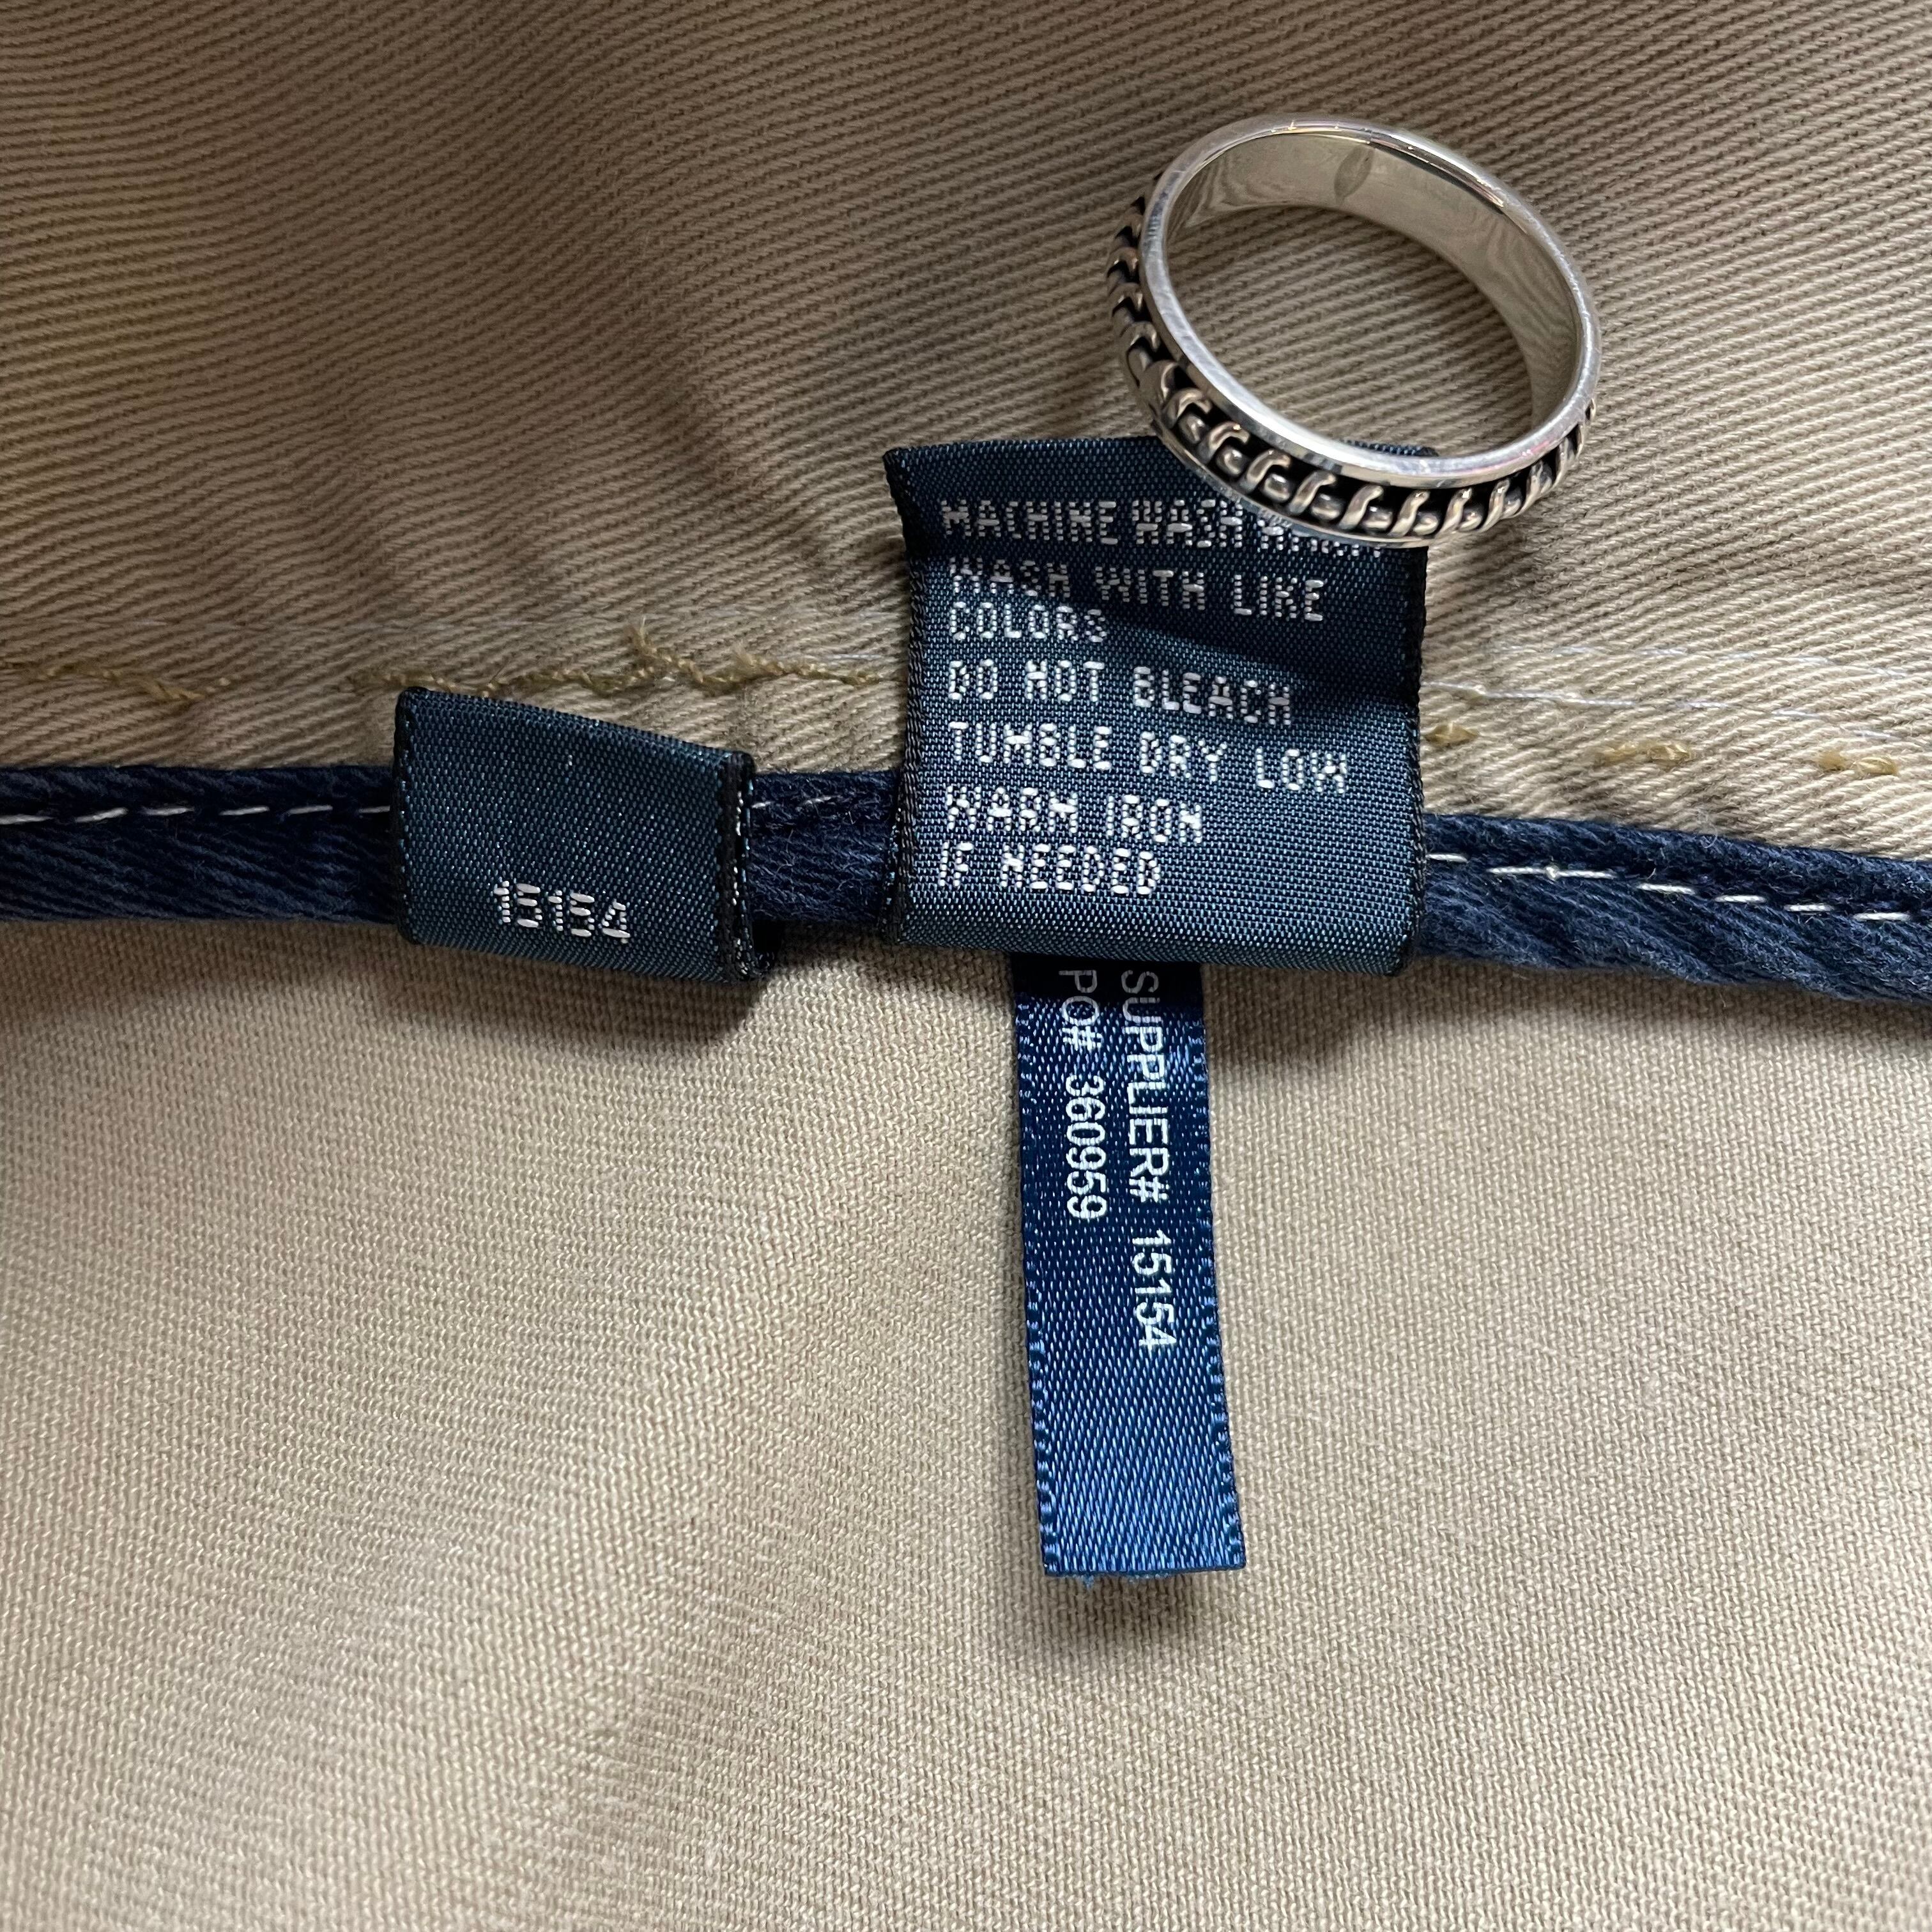 MACHINE WASH
WASH WITH LIKE
COLORS
DO NOT BLEACH
TUMBLE DRY LOW
WARM IRON
IF NEEDED
15154
SUPPLIER# 15154
PO# 360959